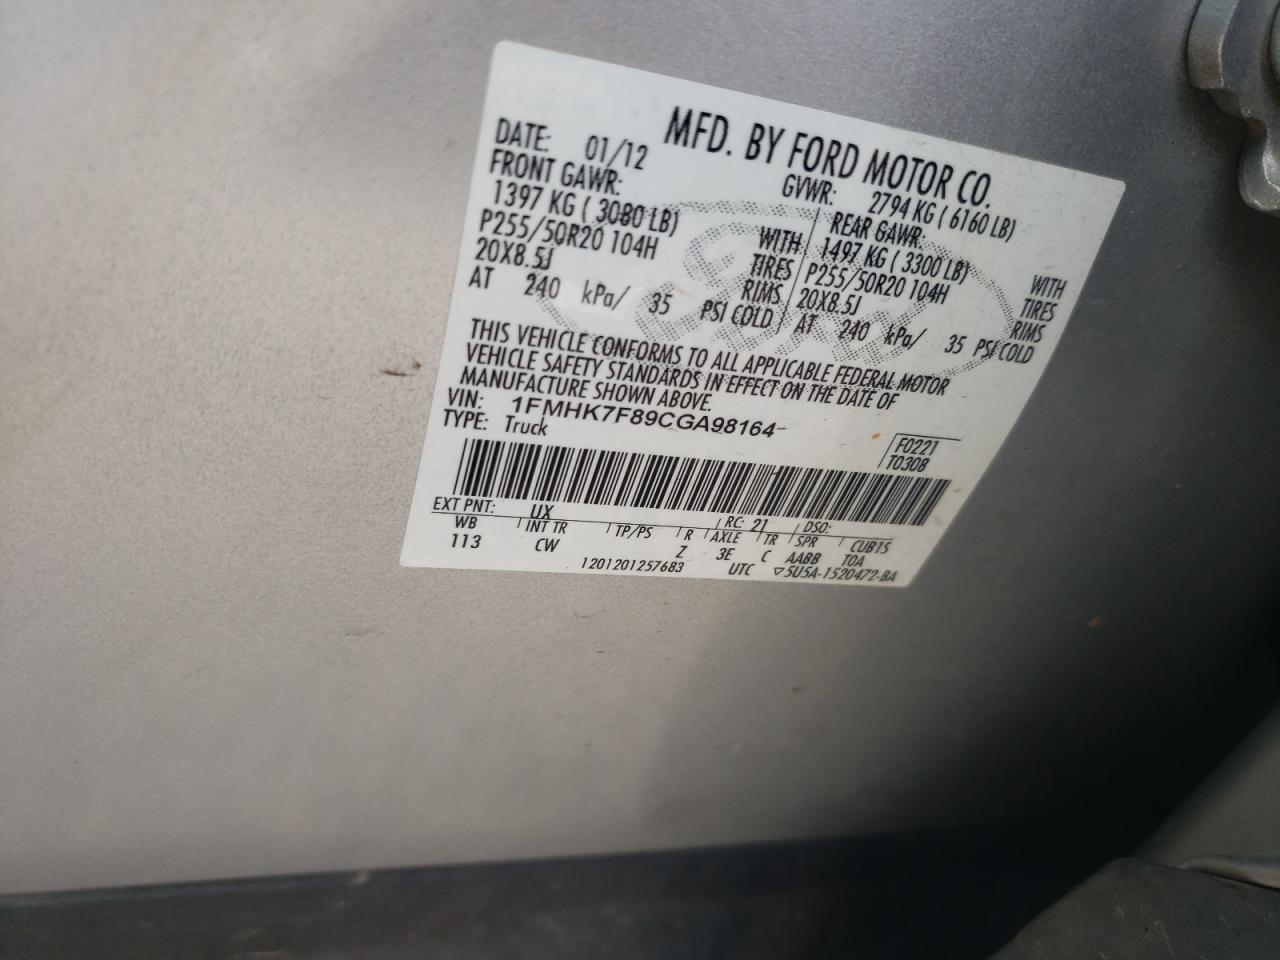 MFD. BY FORD MOTOR CO.
DATE: 01/12 GVWR: 2794 KG ( 6160 LB)
FRONT GAWR: REAR GAWR:
1397 KG ( 3080 LB) WITH 1497 KG ( 3300 LB) WITH
P255/50R20 104H TIRES P255/50R20 104H TIRES
20X8.5J RIMS 20X8.5J RIMS
AT 240 kPa/ 35 PSI COLD AT 240 kPa/ 35 PSI COLD
THIS VEHICLE CONFORMS TO ALL APPLICABLE FEDERAL MOTOR
VEHICLE SAFETY STANDARDS IN EFFECT ON THE DATE OF
MANUFACTURE SHOWN ABOVE.
VIN: 1FMHK7F89CGA98164
TYPE: Truck
F0221
T0308
EXT PNT: UX RC: 21 DSO:
WB INT TR TP/PS R AXLE TR SPR CUB15
113 CW Z 3E C AABB TOA
1201201257683 UTC ▽5U5A-1520472-BA
Ford